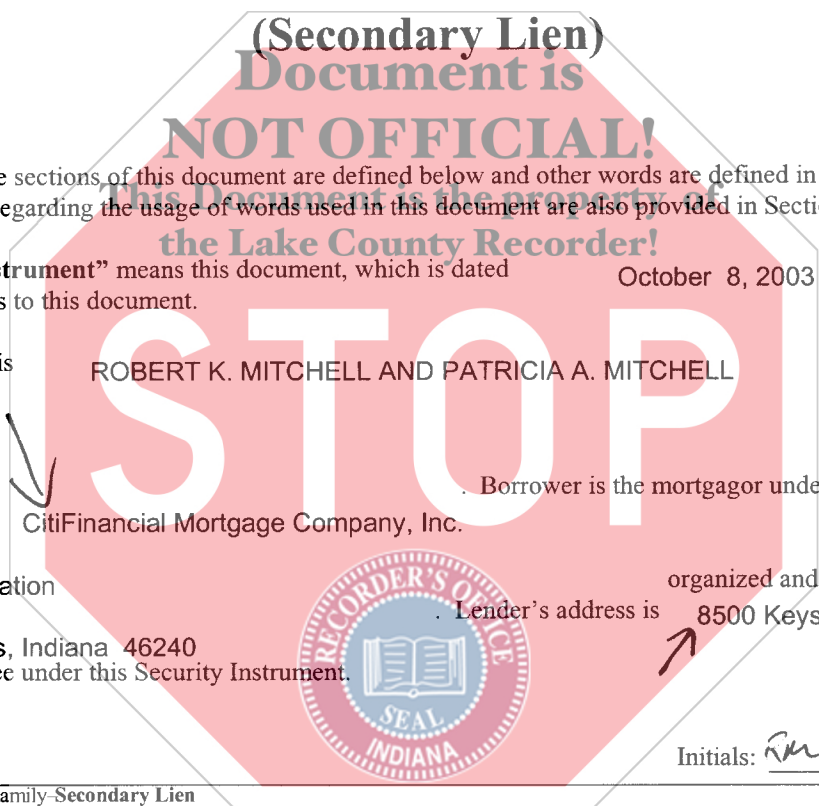 (Secondary Lien)
Document is
NOT OFFICIAL!
e sections of this document are defined below and other words are defined in
This Document is the property of
egarding the usage of words used in this document are also provided in Secti
the Lake County Recorder!
strument” means this document, which is dated October 8, 2003
s to this document.
is ROBERT K. MITCHELL AND PATRICIA A. MITCHELL
STOP
. Borrower is the mortgagor unde
CitiFinancial Mortgage Company, Inc.
ation organized and
. Lender's address is 8500 Keys
s, Indiana 46240
ee under this Security Instrument.
RECORDER'S OFFICE
SEAL
INDIANA
Initials: RM
amily-Secondary Lien